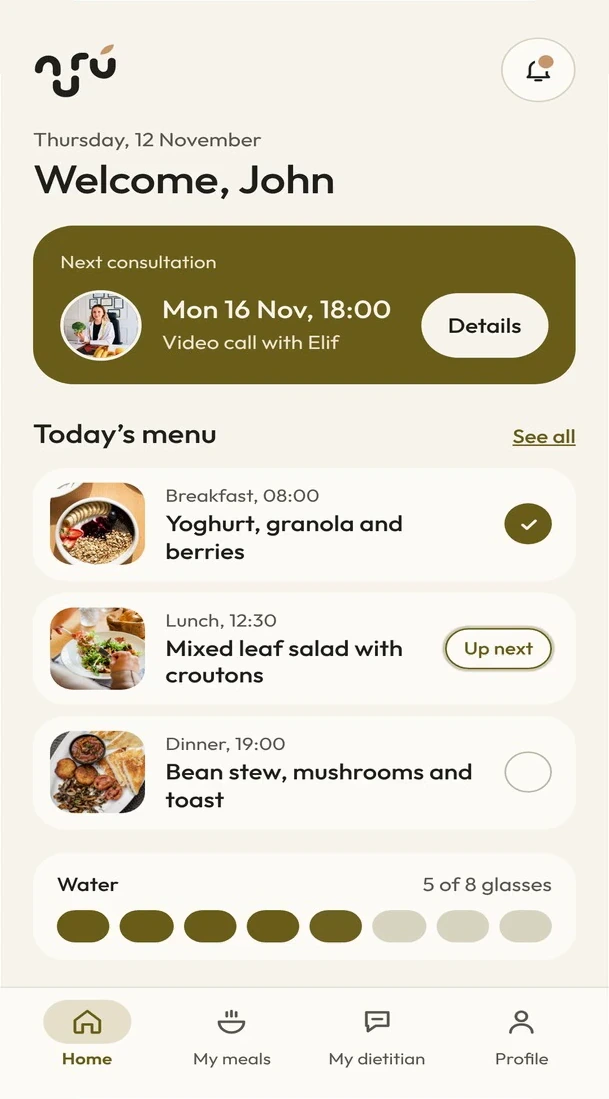 nuru
Thursday, 12 November
Welcome, John
Next consultation
Mon 16 Nov, 18:00
Video call with Elif
Details
Today’s menu
See all
Breakfast, 08:00
Yoghurt, granola and
berries
Lunch, 12:30
Mixed leaf salad with
croutons
Up next
Dinner, 19:00
Bean stew, mushrooms and
toast
Water
5 of 8 glasses
Home
My meals
My dietitian
Profile